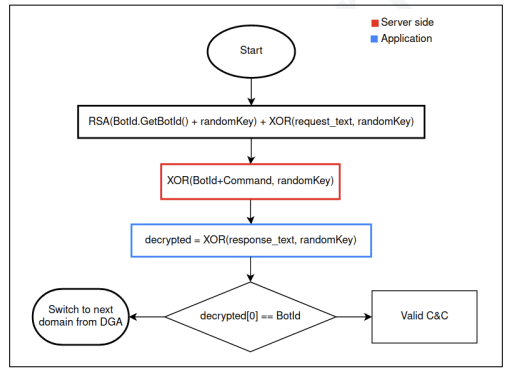 Server side
Application
Start
RSA(BotId.GetBotId() + randomKey) + XOR(request_text, randomKey)
XOR(BotId+Command, randomKey)
decrypted = XOR(response_text, randomKey)
Switch to next
domain from DGA
decrypted[0] == BotId
Valid C&C